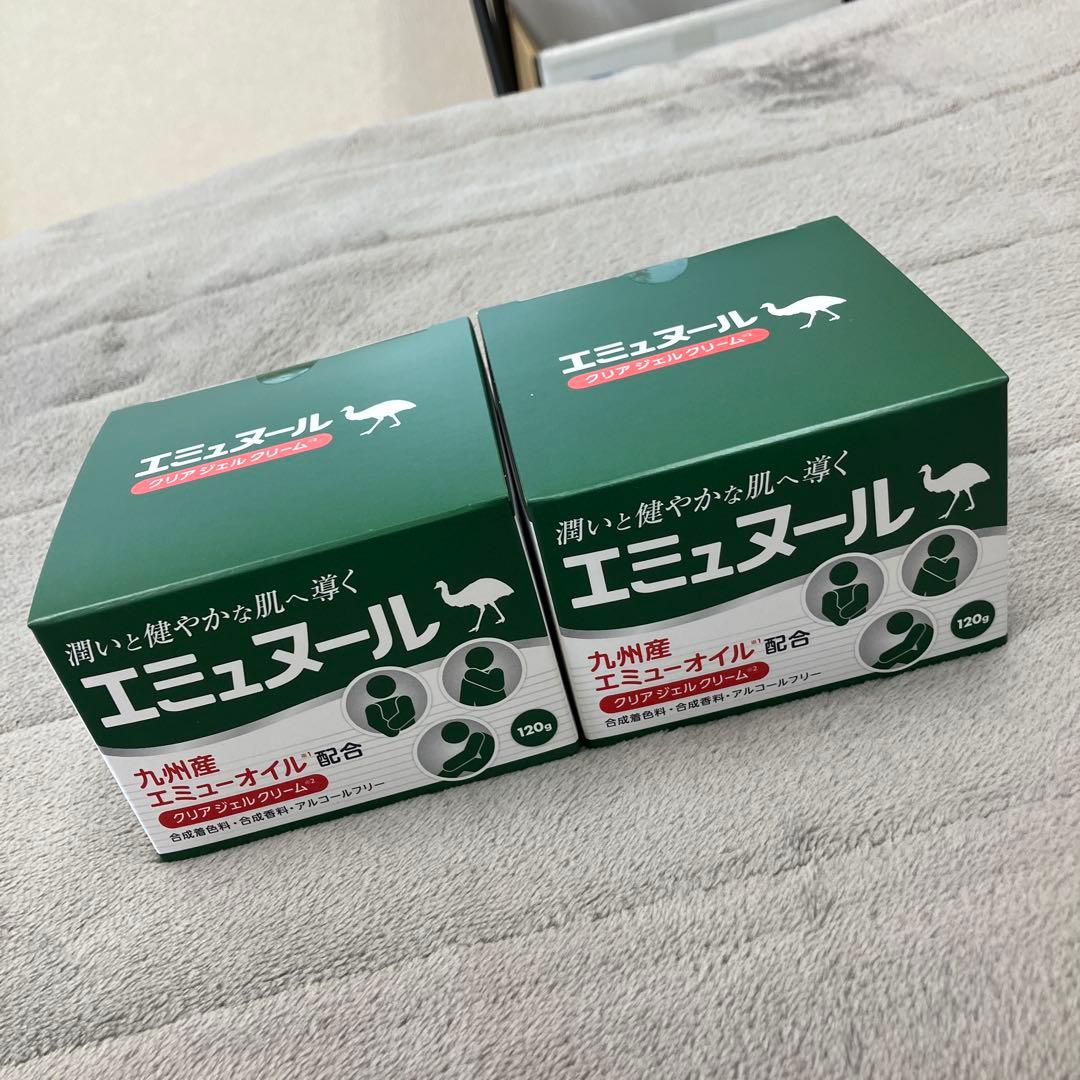 エミュヌール
クリア ジェル クリーム※2
潤いと健やかな肌へ導く
エミュヌール
九州産
エミューオイル※1配合
クリア ジェル クリーム※2
合成着色料・合成香料・アルコールフリー
120g
エミュヌール
クリア ジェル クリーム※2
潤いと健やかな肌へ導く
エミュヌール
九州産
エミューオイル※1配合
クリア ジェル クリーム※2
合成着色料・合成香料・アルコールフリー
120g